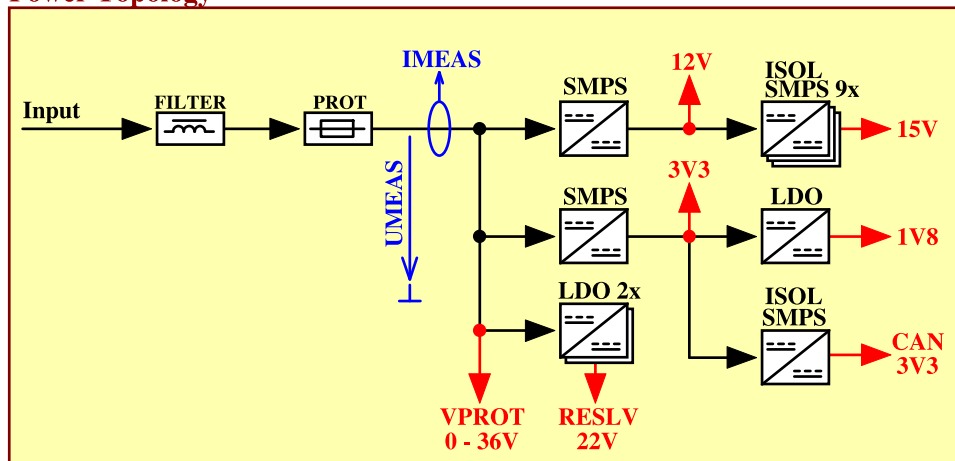 Power Topology
IMEAS
SMPS
12V
ISOL
SMPS 9x
Input
FILTER
PROT
15V
UMEAS
SMPS
3V3
LDO
1V8
LDO 2x
ISOL
SMPS
CAN
3V3
VPROT
0 - 36V
RESLV
22V